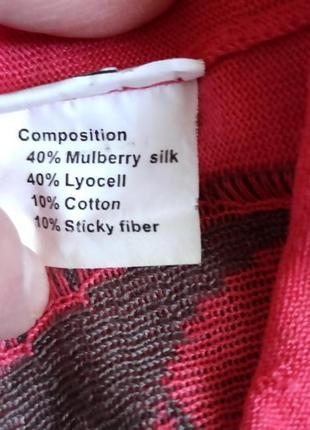 Composition
40% Mulberry silk
40% Lyocell
10% Cotton
10% Sticky fiber